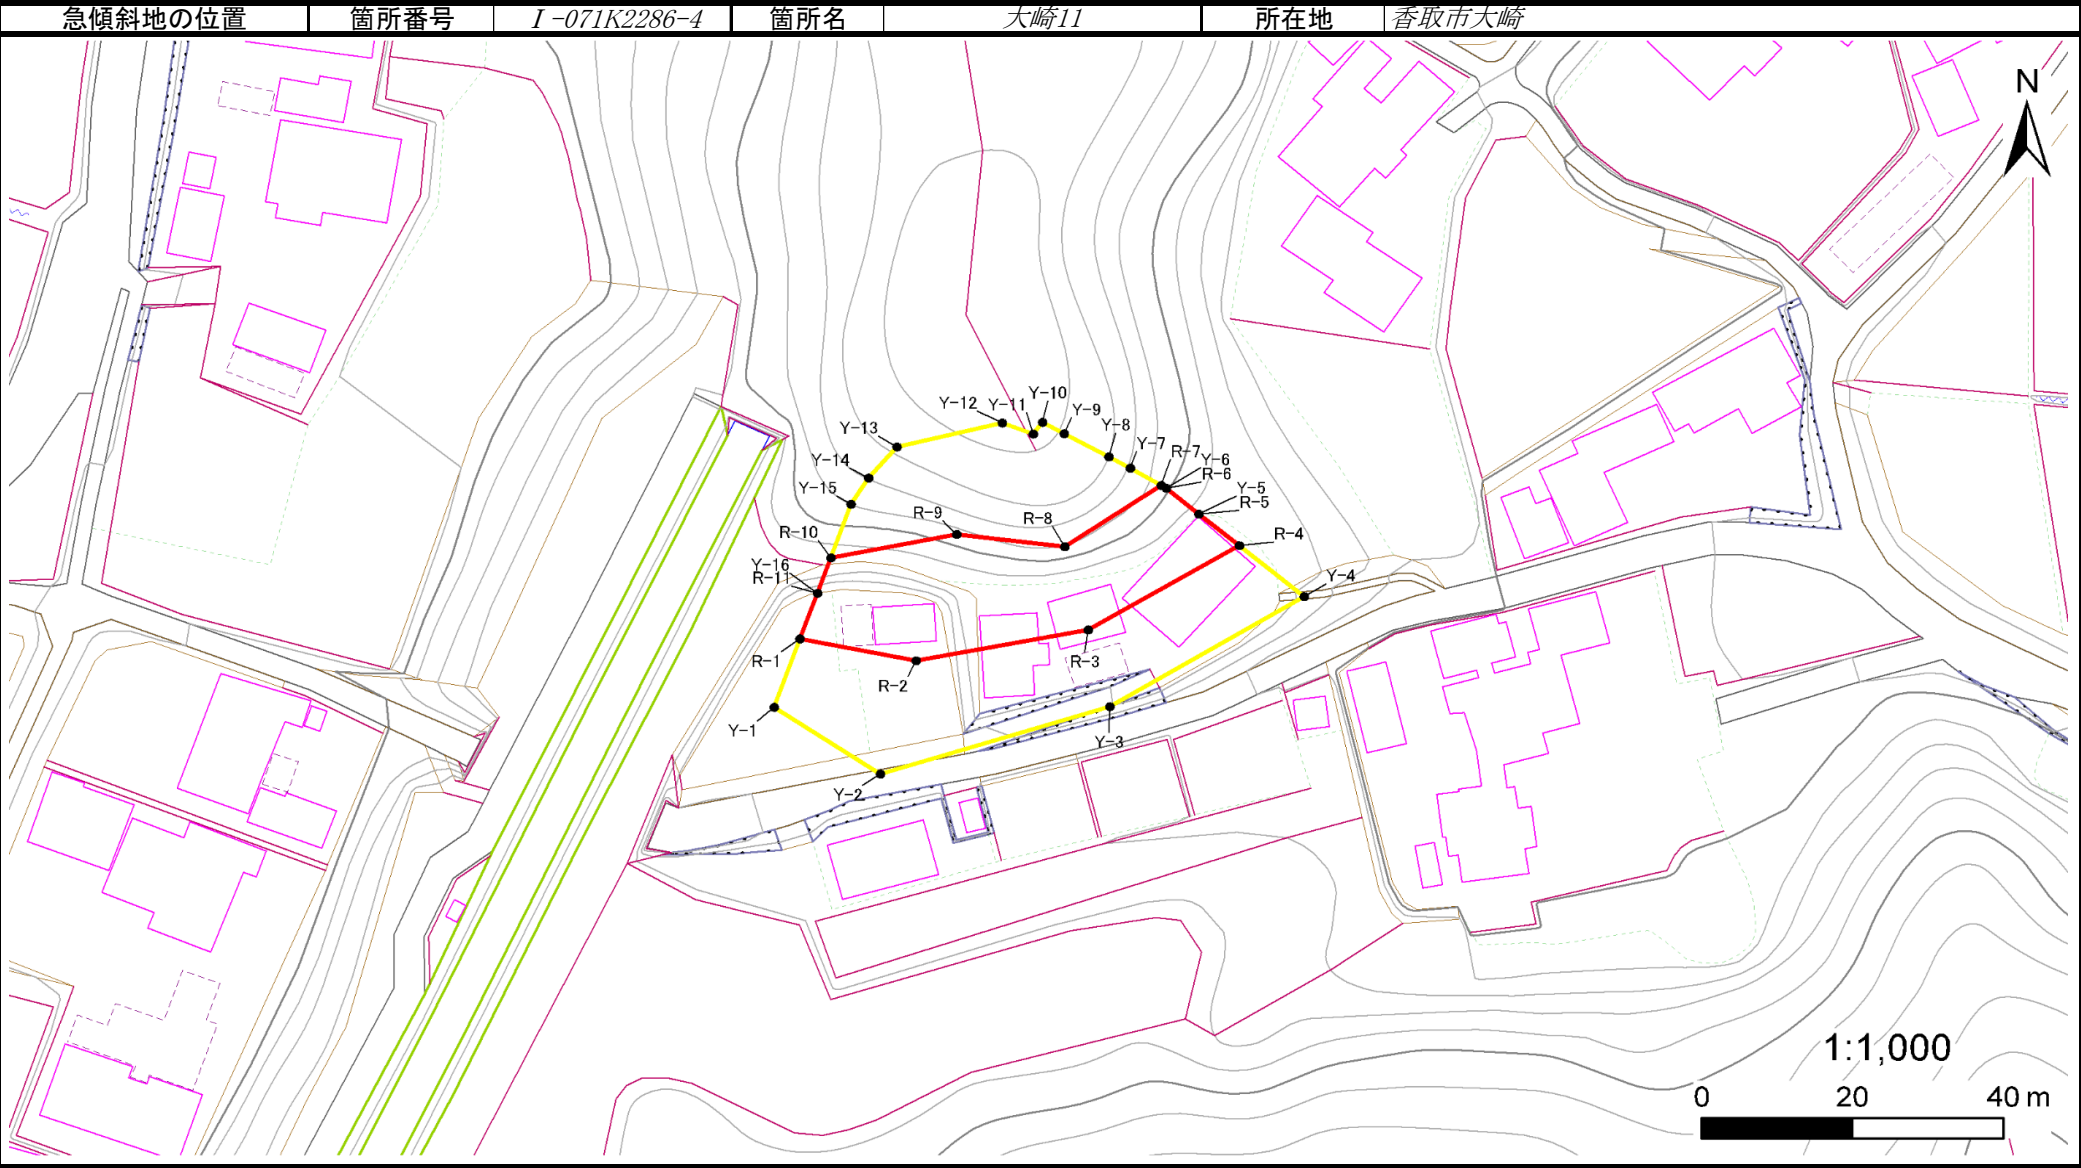 急傾斜地の位置 箇所番号 Ⅰ-071K2286-4 箇所名 大崎11 所在地 香取市大崎
N
Y-10
Y-12 Y-11
Y-9
Y-13
Y-8
Y-7
R-7
Y-14
Y-6
R-6
Y-15
Y-5
R-5
R-9
R-8
R-10
R-4
Y-16
R-11
Y-4
R-1
R-3
R-2
Y-1
Y-3
Y-2
1:1,000
0 20 40 m